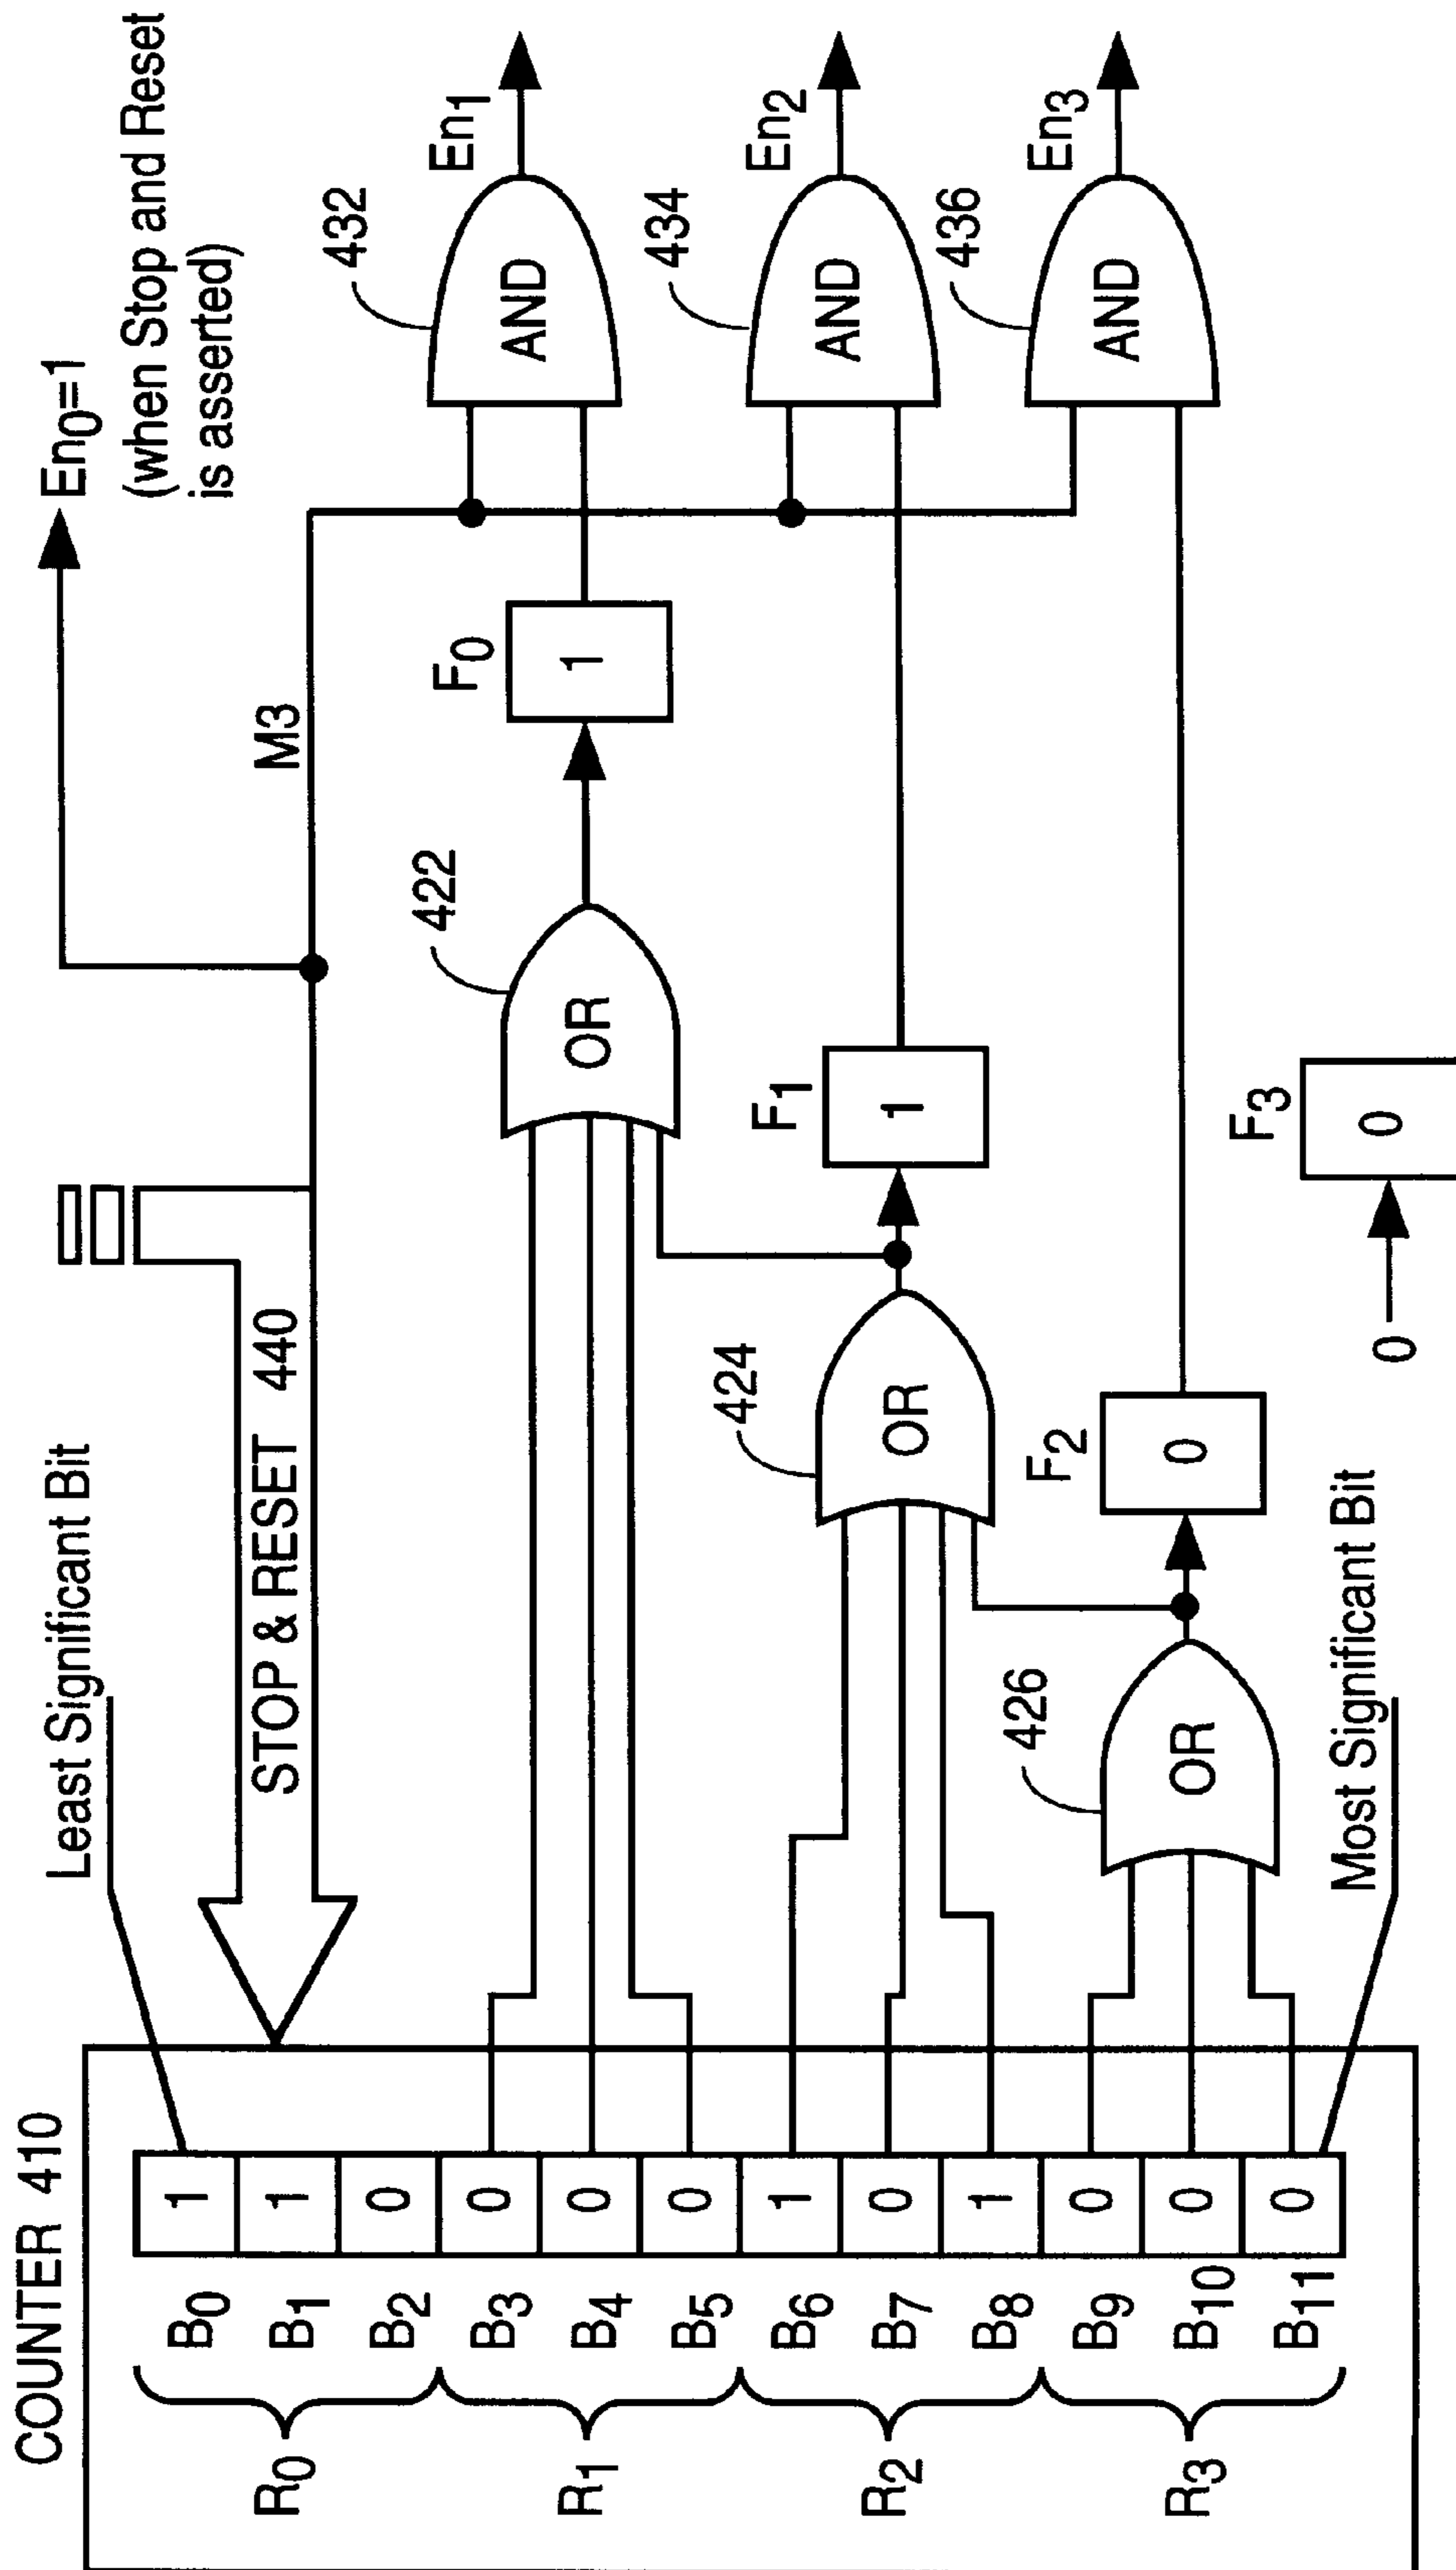 COUNTER 410
R0
R1
R2
R3
B0 1
B1 1
B2 0
B3 0
B4 0
B5 0
B6 1
B7 0
B8 1
B9 0
B10 0
B11 0
Least Significant Bit
Most Significant Bit
STOP & RESET 440
En0=1
(when Stop and Reset
is asserted)
M3
422
OR
F0
1
432
AND
En1
424
OR
F1
1
434
AND
En2
426
OR
F2
0
436
AND
En3
0
F3
0